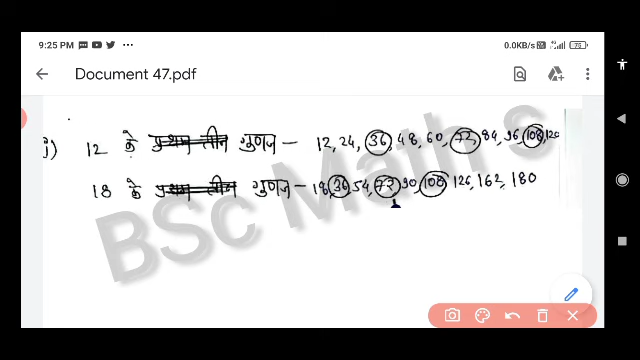 9:25 PM ...
0.0KB/s 75
Document 47.pdf
12 के प्रथम तीन गुणज – 12, 24, 36, 48, 60, 72, 84, 96, 108, 120
18 के प्रथम तीन गुणज – 18, 36, 54, 72, 90, 108, 126, 162, 180
BSc Maths